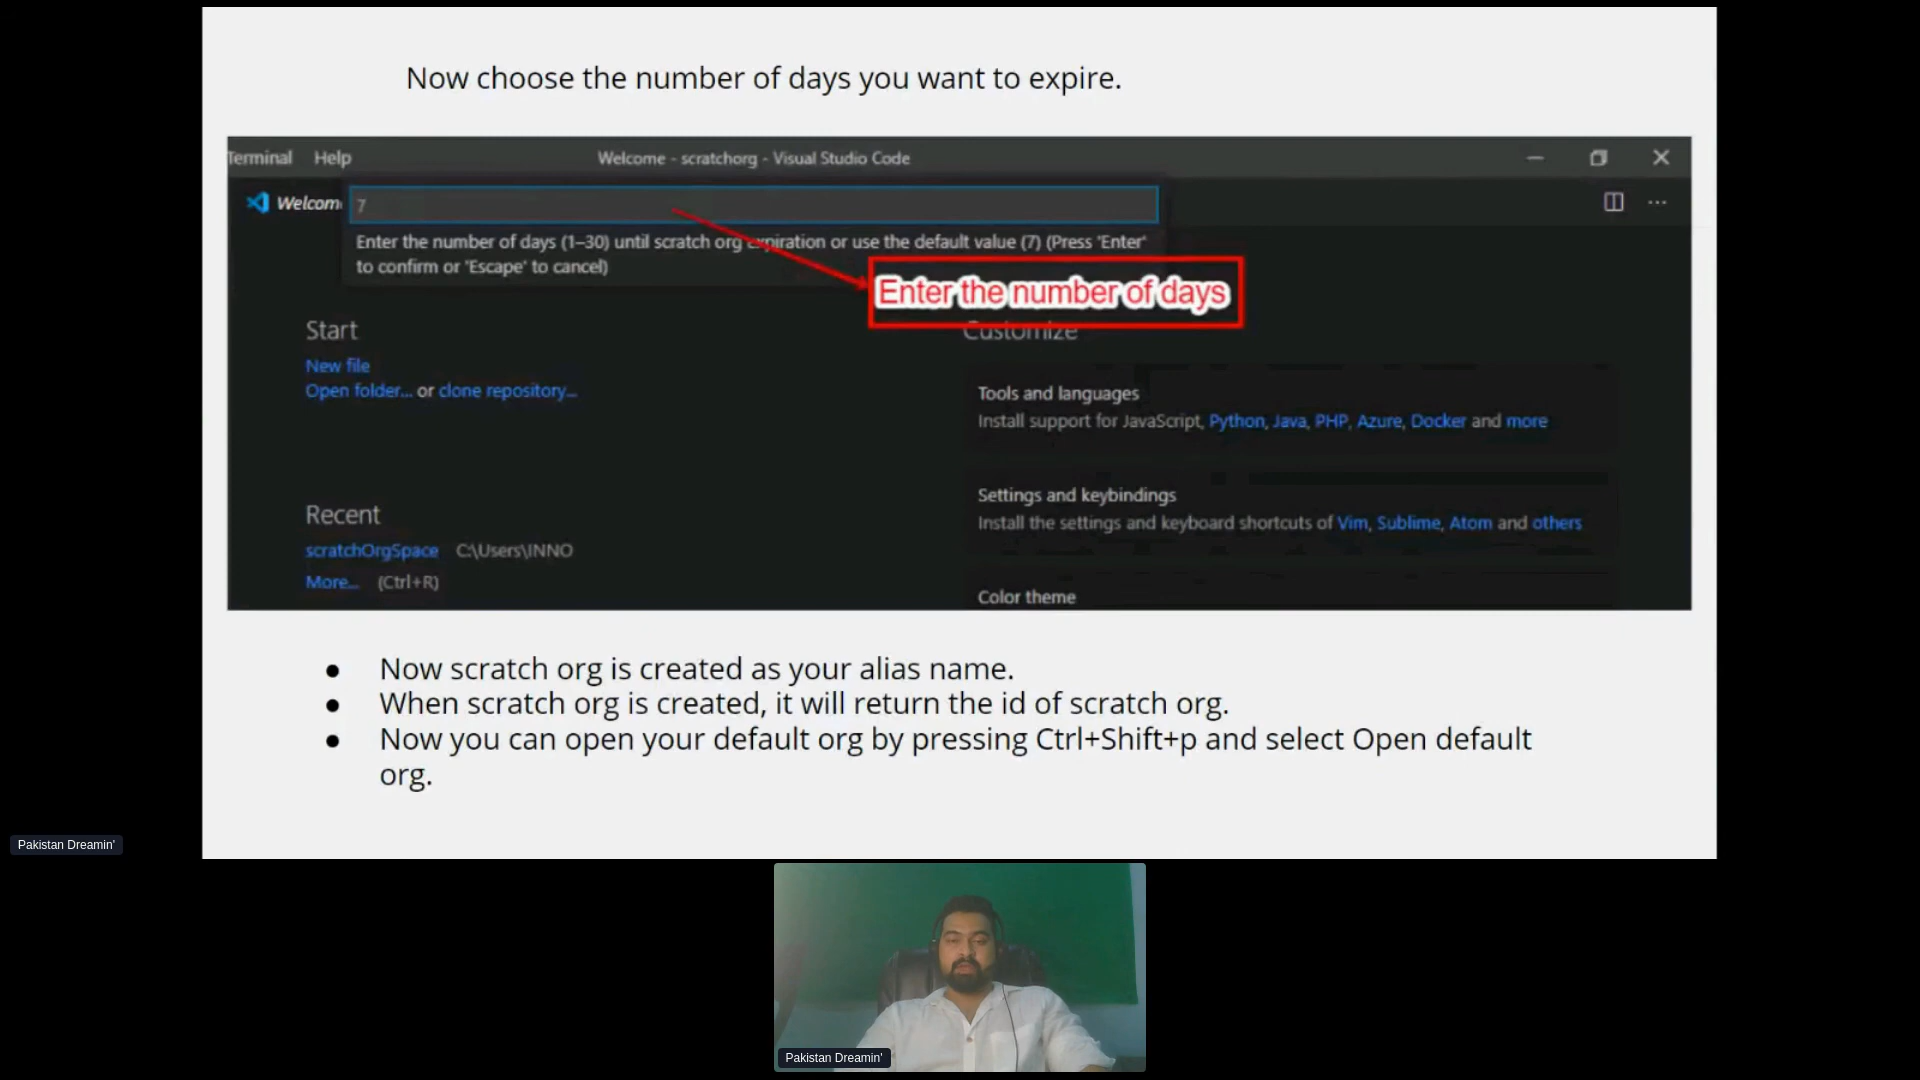 Now choose the number of days you want to expire.
Terminal Help Welcome - scratchorg - Visual Studio Code
Welcom
7
Enter the number of days (1–30) until scratch org expiration or use the default value (7) (Press 'Enter'
to confirm or 'Escape' to cancel)
Enter the number of days
Start
Customize
New file
Open folder... or clone repository...
Tools and languages
Install support for JavaScript, Python, Java, PHP, Azure, Docker and more
Settings and keybindings
Install the settings and keyboard shortcuts of Vim, Sublime, Atom and others
Recent
scratchOrgSpace C:\Users\INNO
More... (Ctrl+R)
Color theme
● Now scratch org is created as your alias name.
● When scratch org is created, it will return the id of scratch org.
● Now you can open your default org by pressing Ctrl+Shift+p and select Open default
org.
Pakistan Dreamin'
Pakistan Dreamin'